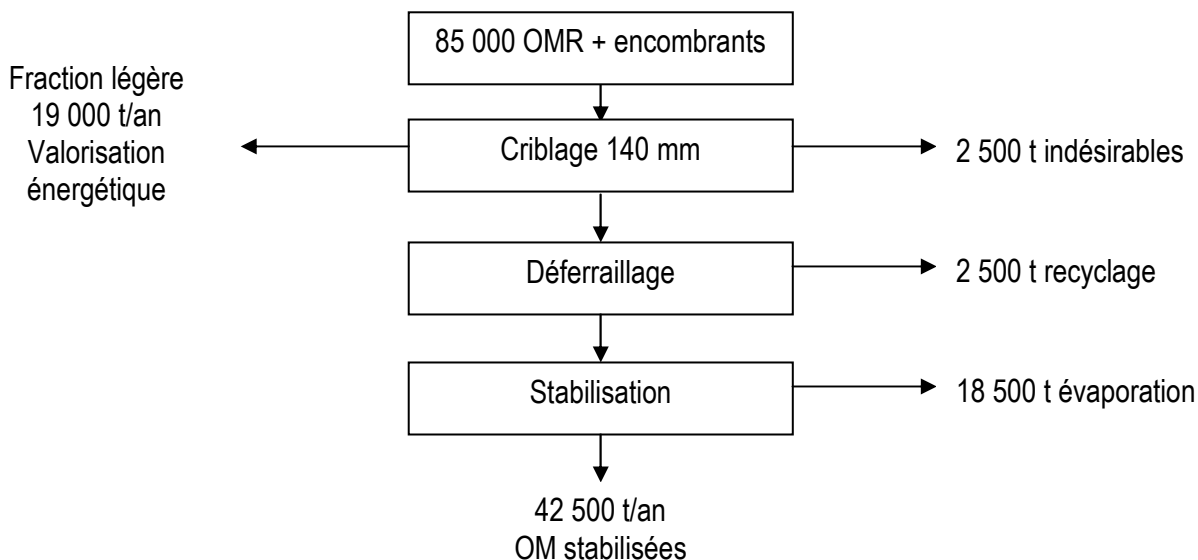 85 000 OMR + encombrants
Fraction légère
19 000 t/an
Valorisation
énergétique
Criblage 140 mm
2 500 t indésirables
Déferraillage
2 500 t recyclage
Stabilisation
18 500 t évaporation
42 500 t/an
OM stabilisées